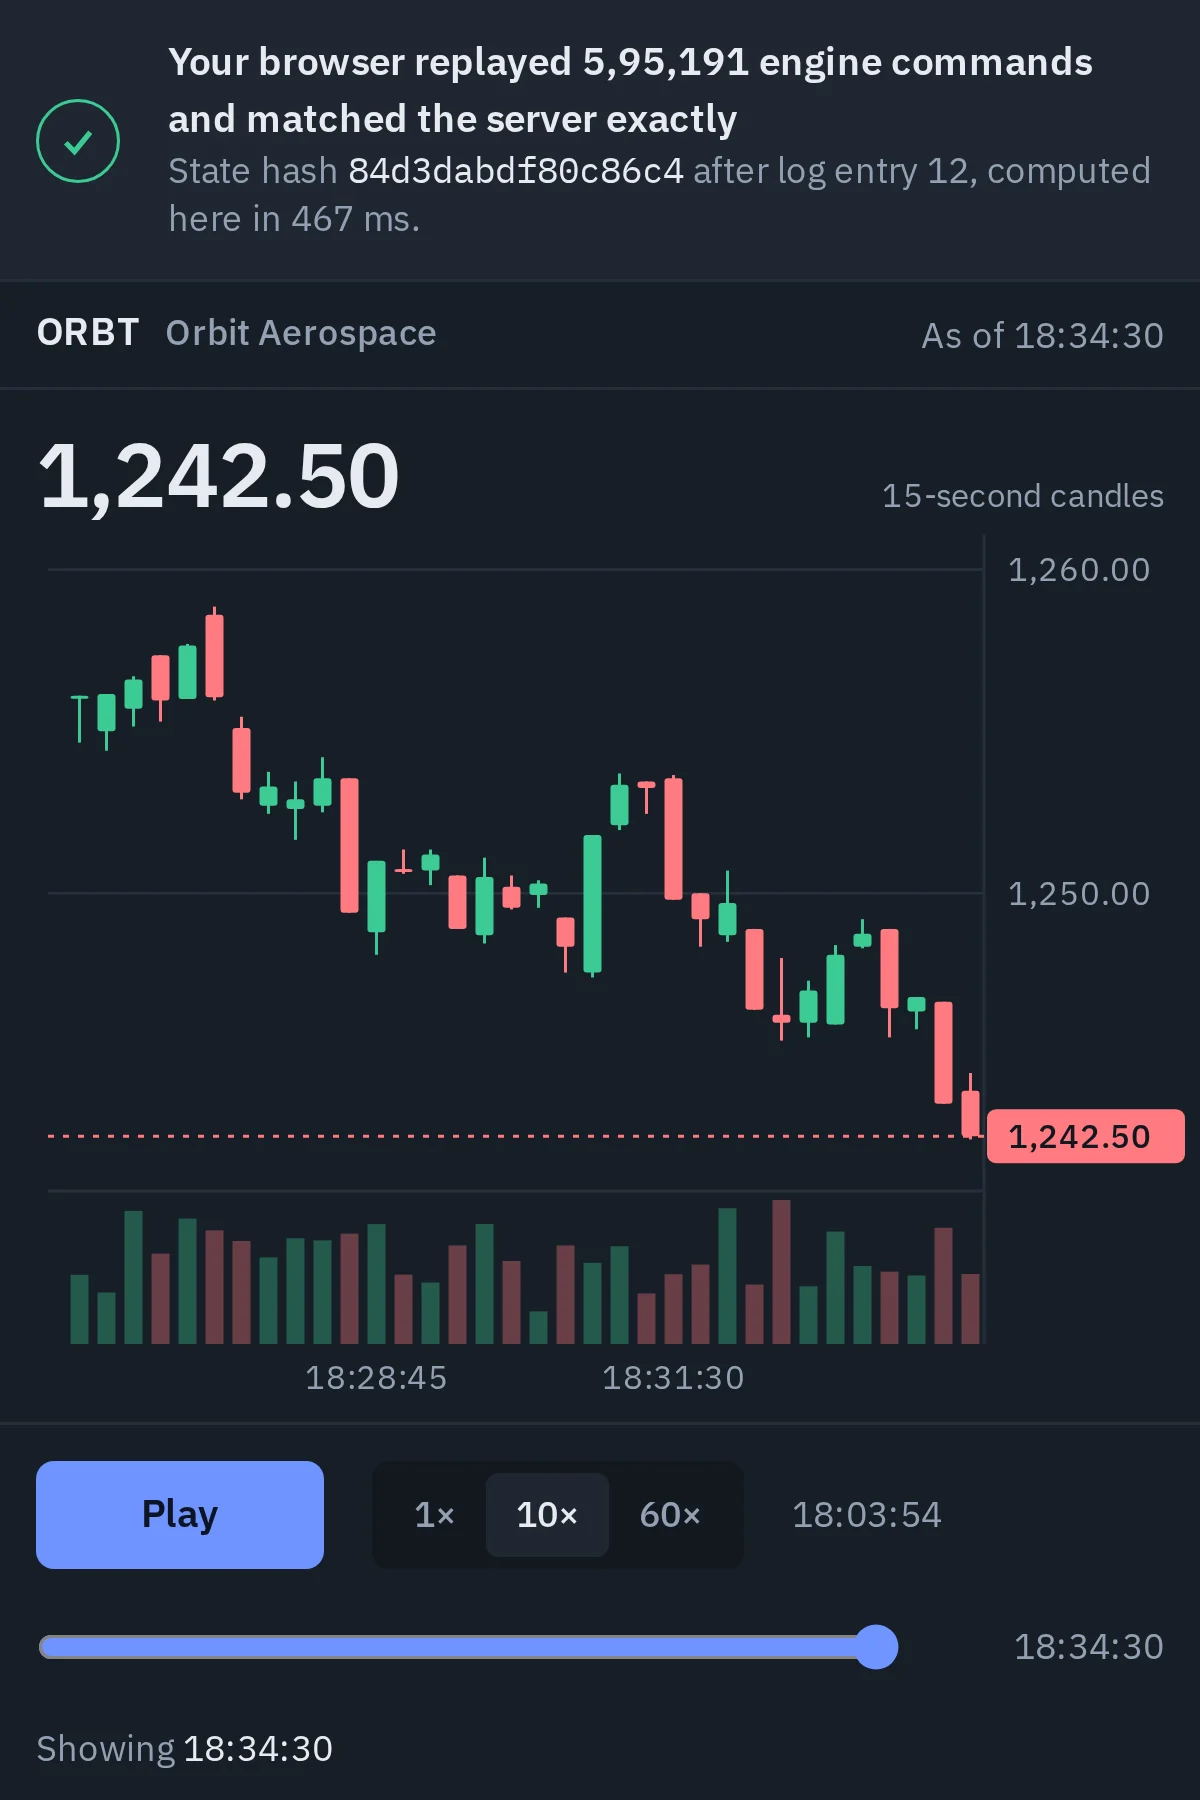 Your browser replayed 5,95,191 engine commands
and matched the server exactly
State hash 84d3dabdf80c86c4 after log entry 12, computed
here in 467 ms.
ORBT Orbit Aerospace As of 18:34:30
1,242.50 15-second candles
1,260.00
1,250.00
1,242.50
18:28:45 18:31:30
Play 1× 10× 60× 18:03:54
18:34:30
Showing 18:34:30